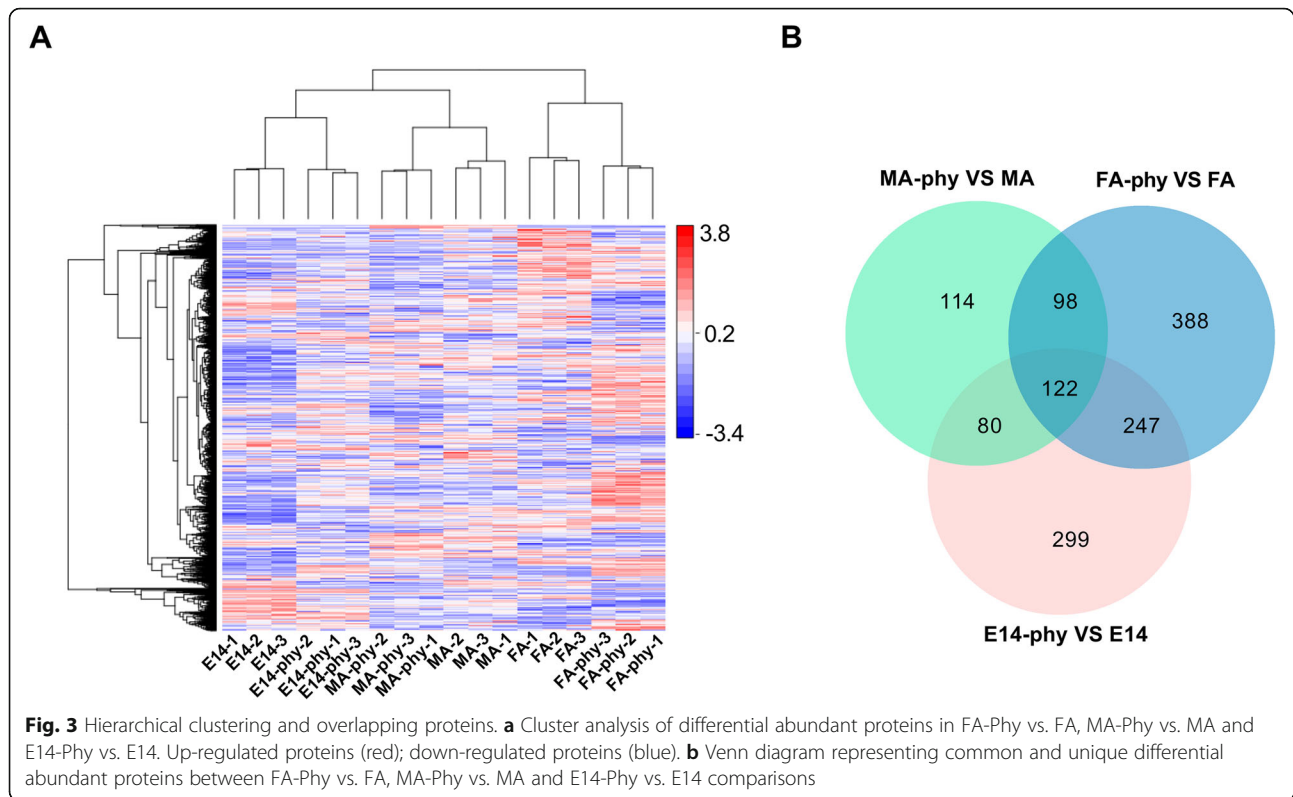 A
B
3.8
0.2
-3.4
E14-1
E14-2
E14-3
E14-phy-2
E14-phy-1
E14-phy-3
MA-phy-2
MA-phy-3
MA-phy-1
MA-2
MA-3
MA-1
FA-1
FA-2
FA-3
FA-phy-3
FA-phy-2
FA-phy-1
MA-phy VS MA
FA-phy VS FA
114
98
388
122
80
247
299
E14-phy VS E14
Fig. 3 Hierarchical clustering and overlapping proteins. a Cluster analysis of differential abundant proteins in FA-Phy vs. FA, MA-Phy vs. MA and
E14-Phy vs. E14. Up-regulated proteins (red); down-regulated proteins (blue). b Venn diagram representing common and unique differential
abundant proteins between FA-Phy vs. FA, MA-Phy vs. MA and E14-Phy vs. E14 comparisons